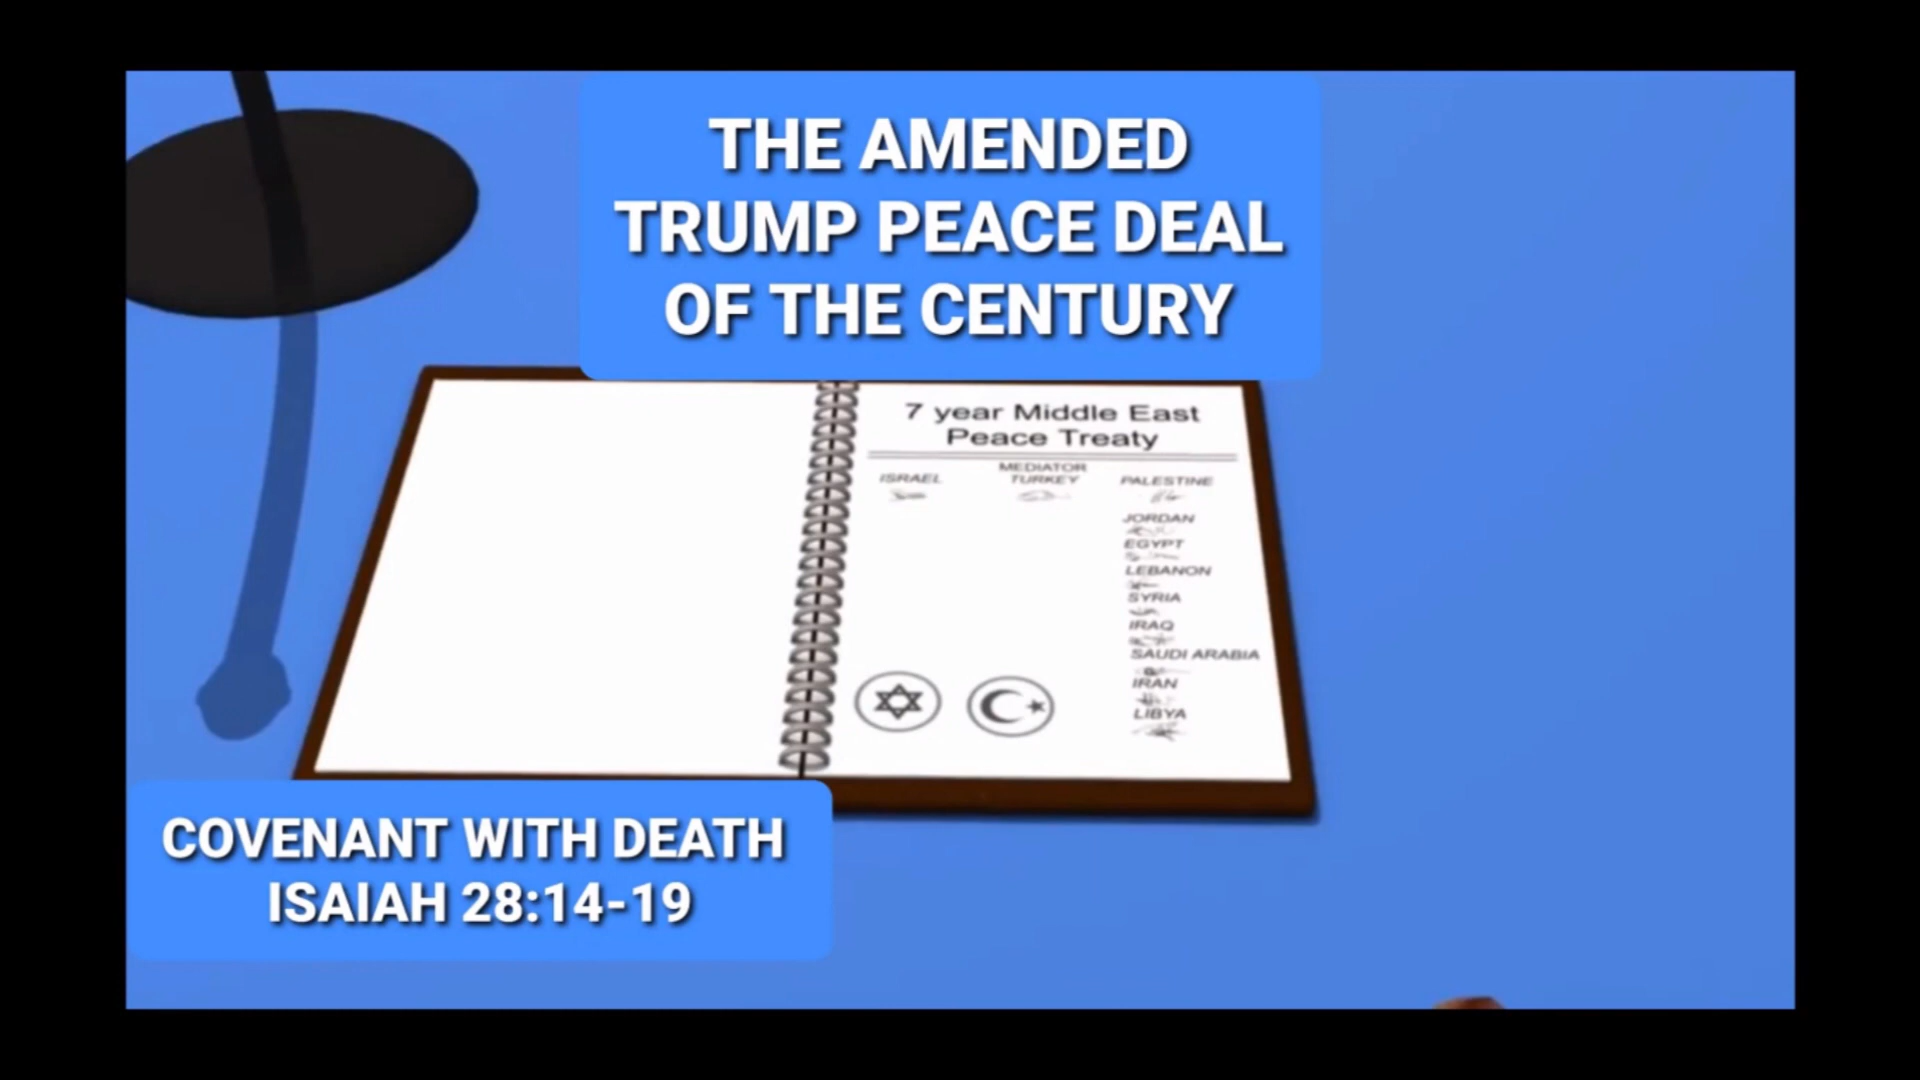 THE AMENDED
TRUMP PEACE DEAL
OF THE CENTURY
7 year Middle East
Peace Treaty
ISRAEL
MEDIATOR
TURKEY
PALESTINE
JORDAN
EGYPT
LEBANON
SYRIA
IRAQ
SAUDI ARABIA
IRAN
LIBYA
COVENANT WITH DEATH
ISAIAH 28:14-19